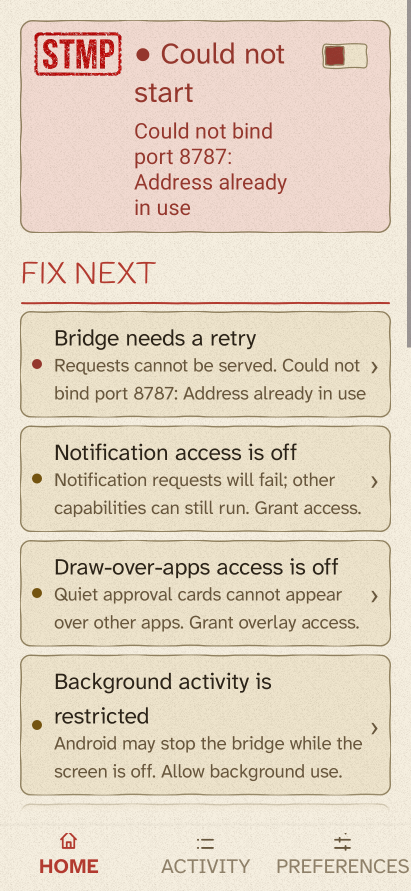 STMP
● Could not
start
Could not bind
port 8787:
Address already
in use
FIX NEXT
Bridge needs a retry
Requests cannot be served. Could not
bind port 8787: Address already in use
Notification access is off
Notification requests will fail; other
capabilities can still run. Grant access.
Draw-over-apps access is off
Quiet approval cards cannot appear
over other apps. Grant overlay access.
Background activity is
restricted
Android may stop the bridge while the
screen is off. Allow background use.
HOME
ACTIVITY
PREFERENCES